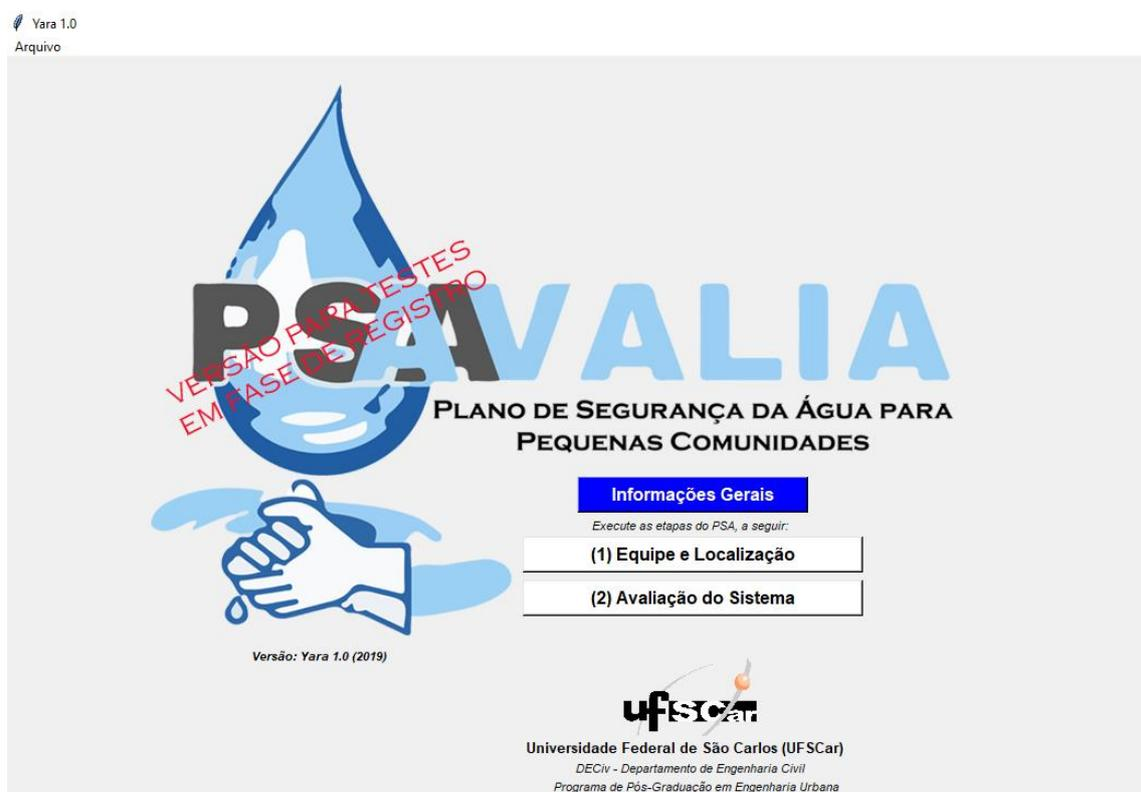 Yara 1.0
Arquivo
VERSÃO PARA TESTES
EM FASE DE REGISTRO
PSAVALIA
PLANO DE SEGURANÇA DA ÁGUA PARA
PEQUENAS COMUNIDADES
Informações Gerais
Execute as etapas do PSA, a seguir:
(1) Equipe e Localização
(2) Avaliação do Sistema
Versão: Yara 1.0 (2019)
ufscar
Universidade Federal de São Carlos (UFSCar)
DECiv - Departamento de Engenharia Civil
Programa de Pós-Graduação em Engenharia Urbana